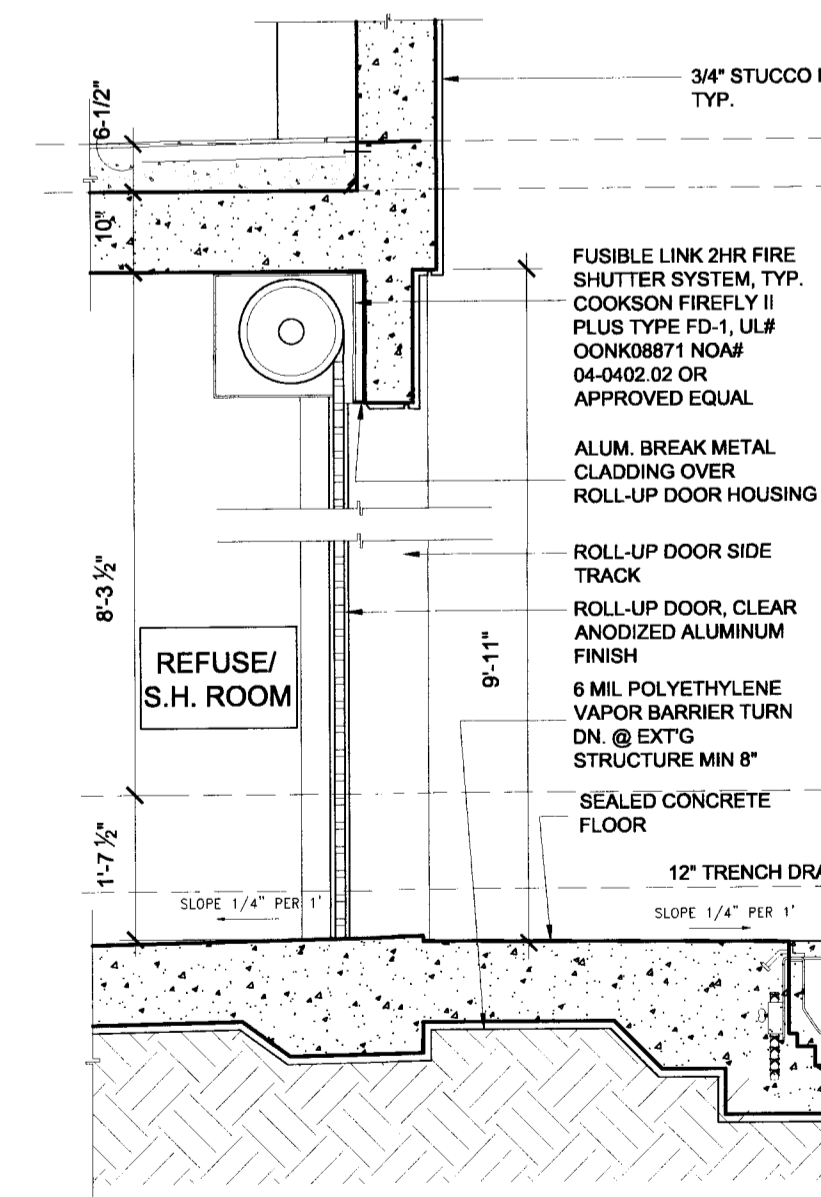 3/4" STUCCO
TYP.
6-1/2"
10"
FUSIBLE LINK 2HR FIRE
SHUTTER SYSTEM, TYP.
COOKSON FIREFLY II
PLUS TYPE FD-1, UL#
OONK08871 NOA#
04-0402.02 OR
APPROVED EQUAL
ALUM. BREAK METAL
CLADDING OVER
ROLL-UP DOOR HOUSING
ROLL-UP DOOR SIDE
TRACK
8'-3 ½"
ROLL-UP DOOR, CLEAR
ANODIZED ALUMINUM
FINISH
REFUSE/
S.H. ROOM
9'-11"
6 MIL POLYETHYLENE
VAPOR BARRIER TURN
DN. @ EXT'G
STRUCTURE MIN 8"
SEALED CONCRETE
FLOOR
1'-7 ½"
12" TRENCH DRA
SLOPE 1/4" PER 1'
SLOPE 1/4" PER 1'